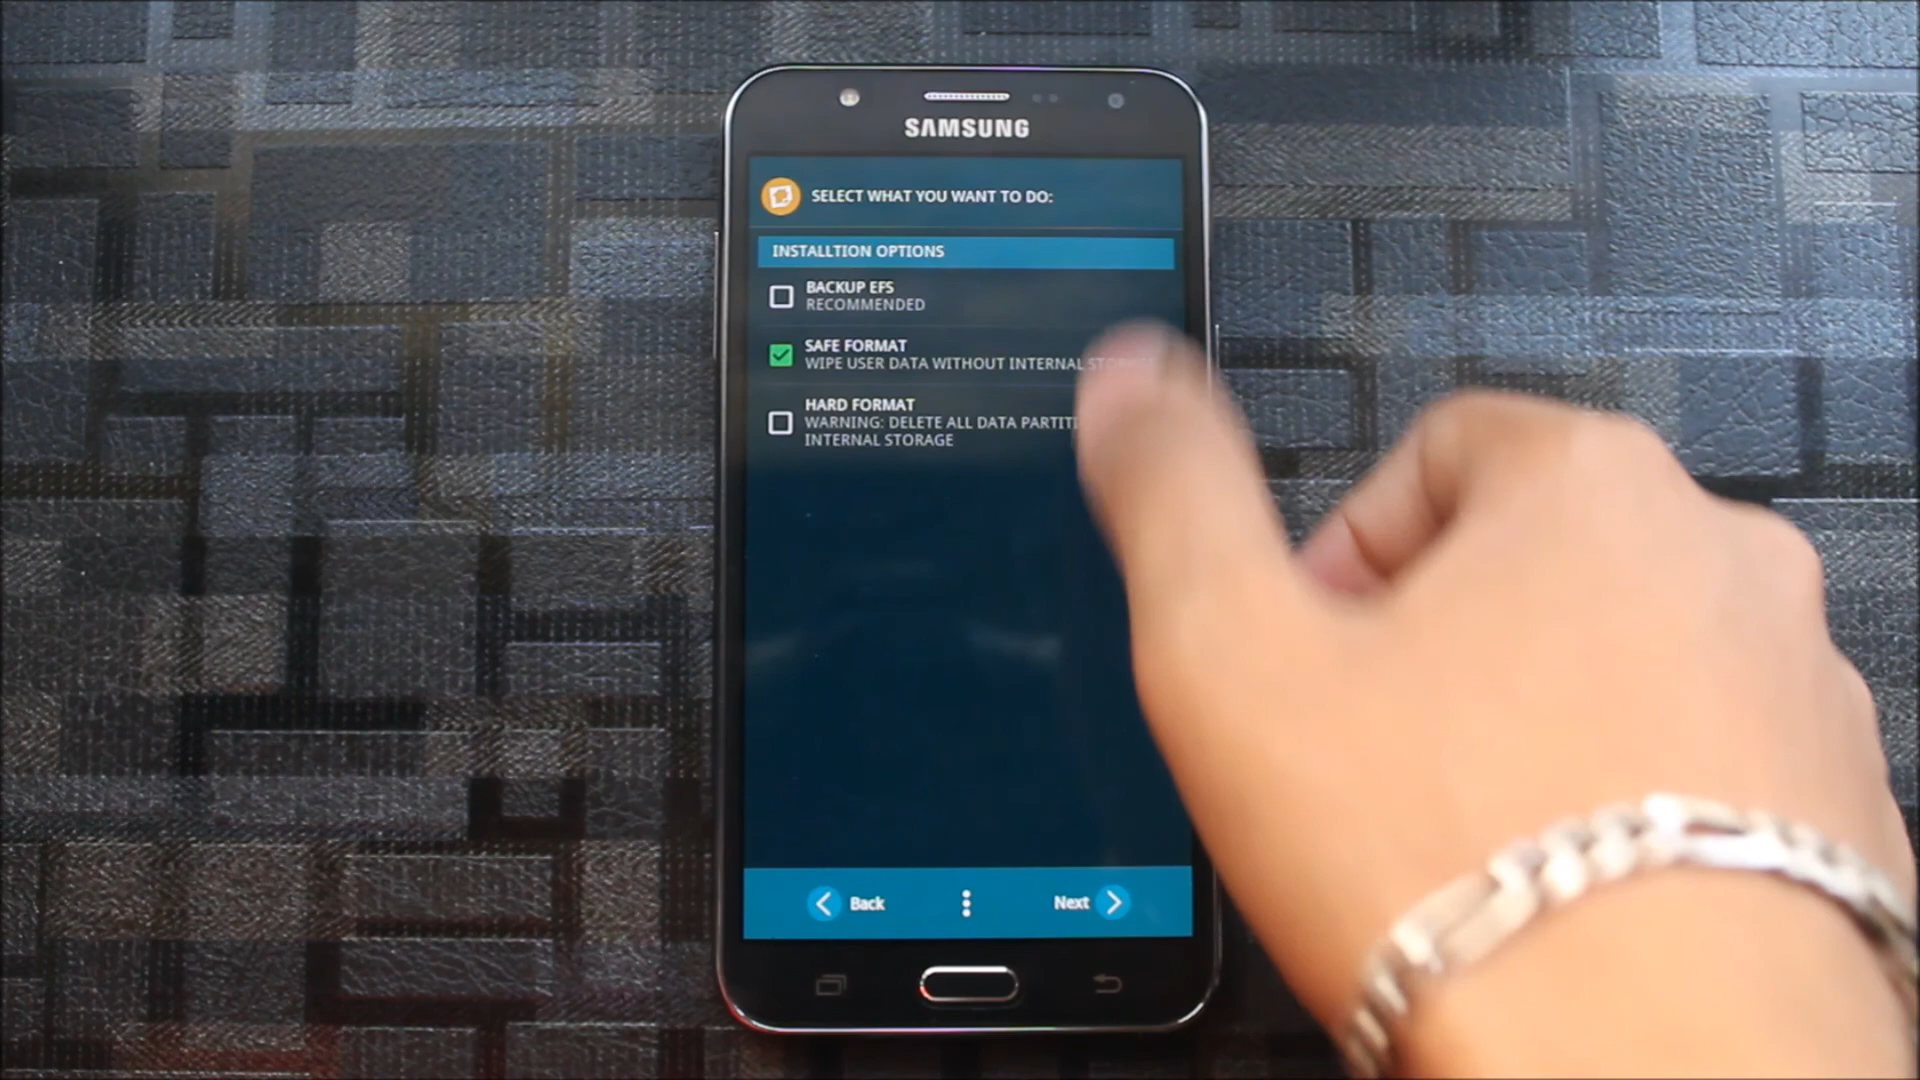 SAMSUNG
SELECT WHAT YOU WANT TO DO:
INSTALLTION OPTIONS
BACKUP EFS
RECOMMENDED
SAFE FORMAT
WIPE USER DATA WITHOUT INTERNAL
HARD FORMAT
WARNING: DELETE ALL DATA
INTERNAL STORAGE
Back
Next